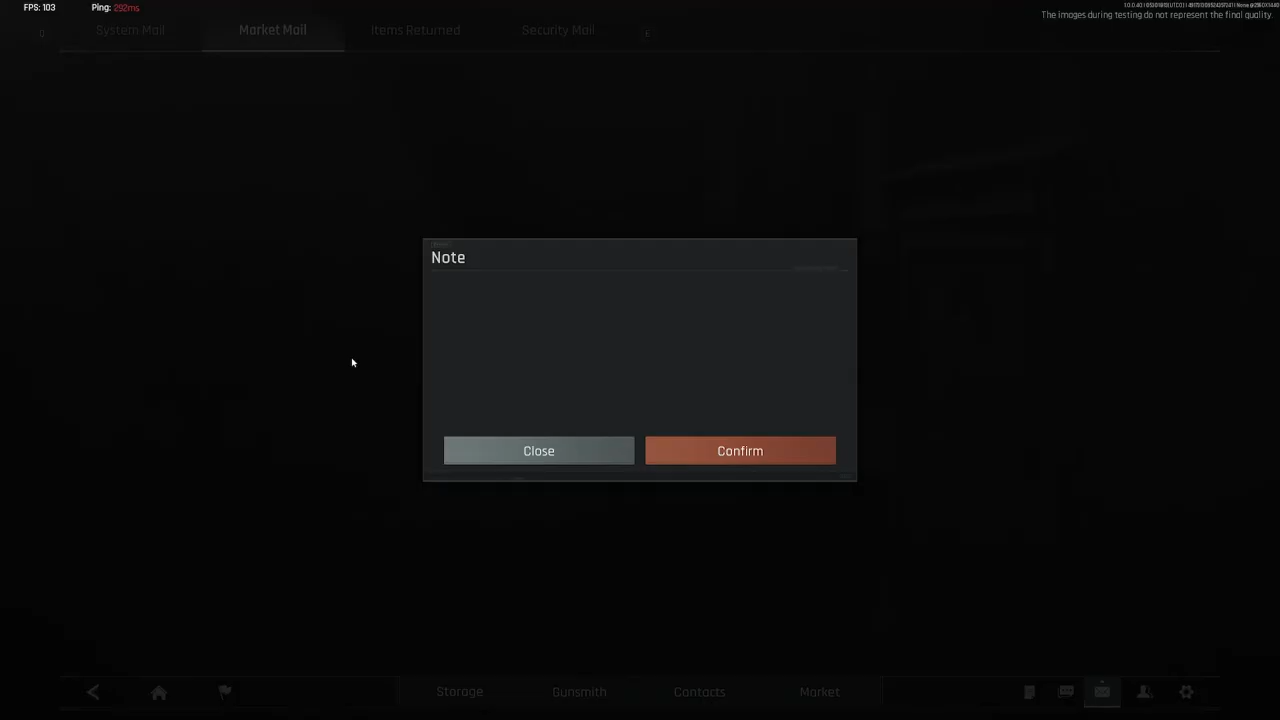 FPS: 103 Ping: 292ms
The images during testing do not represent the final quality.
Q System Mail Market Mail Items Returned Security Mail E
Note
Close Confirm
Storage Gunsmith Contacts Market